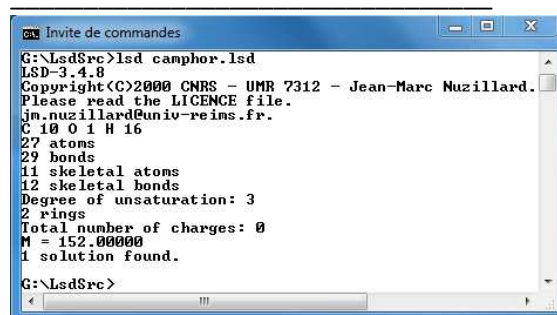 Invite de commandes
G:\LsdSrc>lsd camphor.lsd
LSD-3.4.8
Copyright(C)2000 CNRS - UMR 7312 - Jean-Marc Nuzillard.
Please read the LICENCE file.
jm.nuzillard@univ-reims.fr.
C 10 O 1 H 16
27 atoms
29 bonds
11 skeletal atoms
12 skeletal bonds
Degree of unsaturation: 3
2 rings
Total number of charges: 0
M = 152.00000
1 solution found.
G:\LsdSrc>